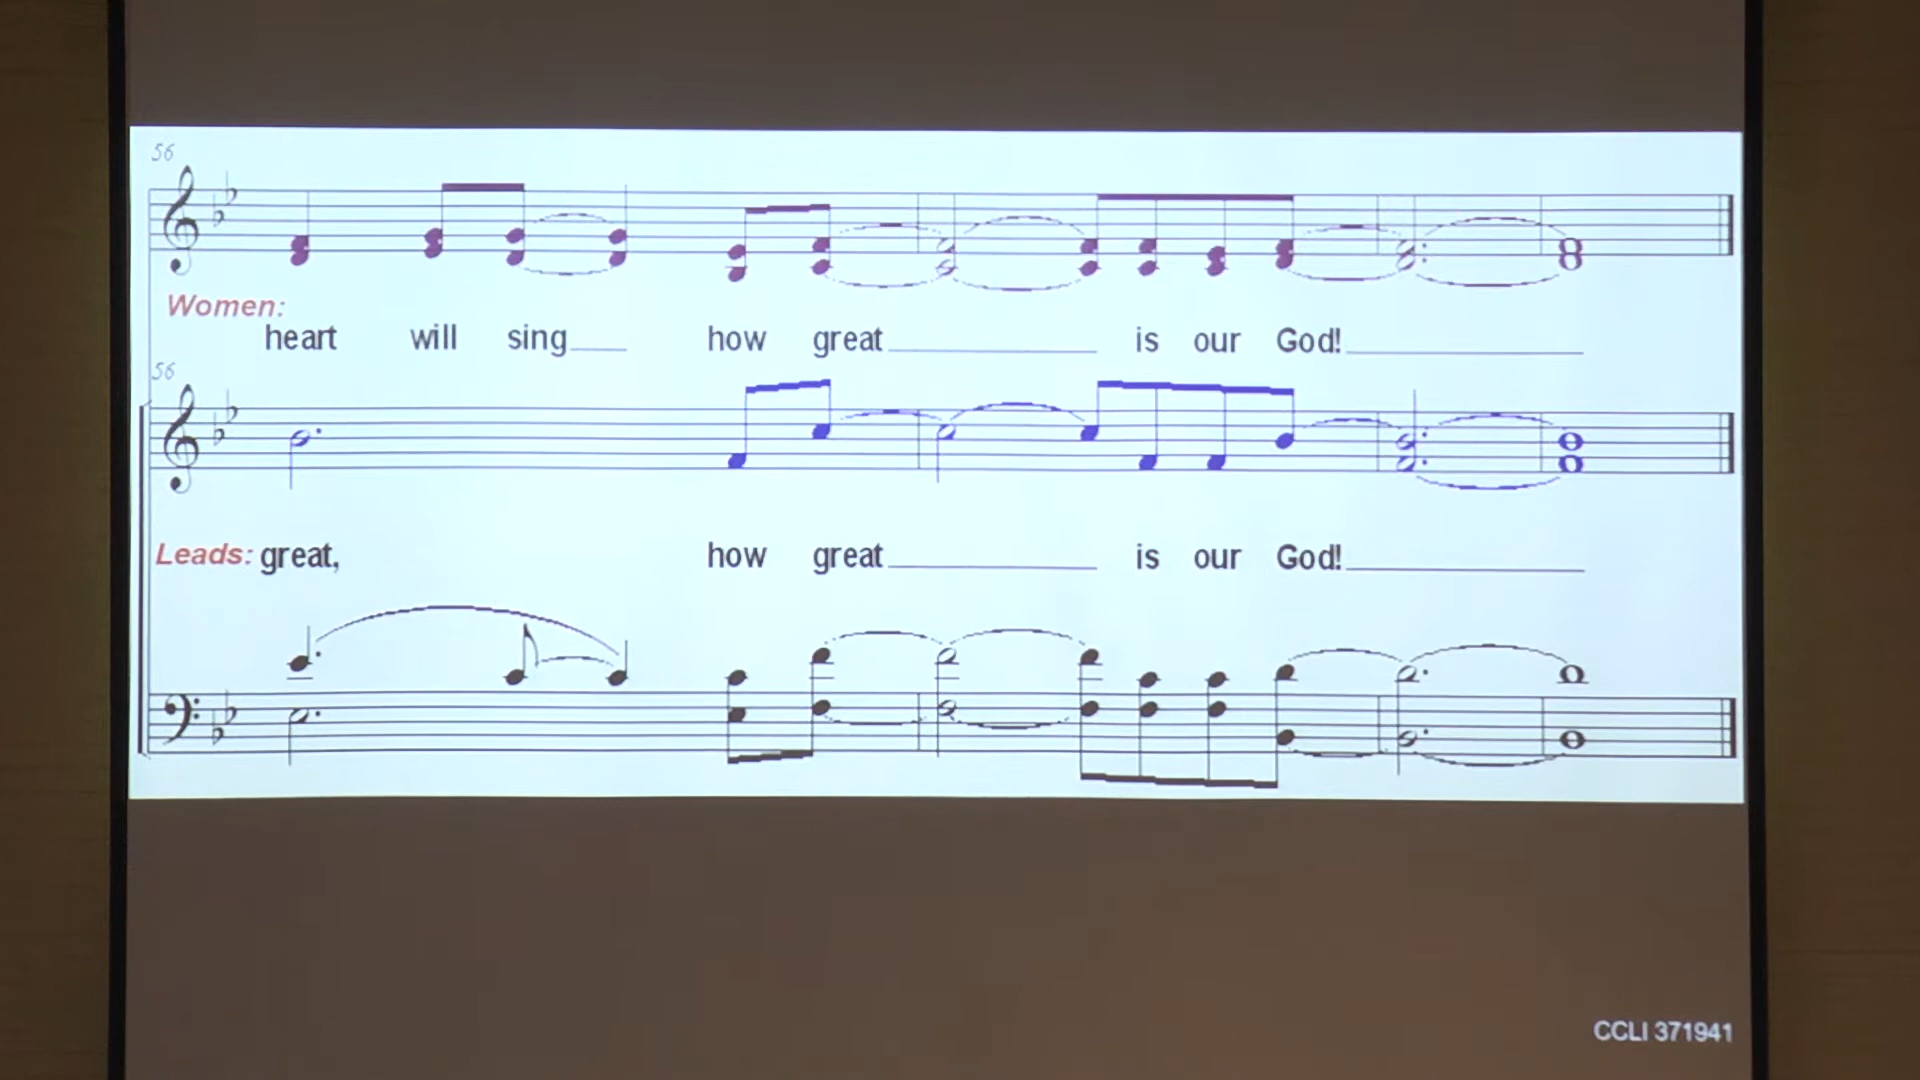 56
Women:
heart will sing how great is our God!
56
Leads: great, how great is our God!
CCLI 371941